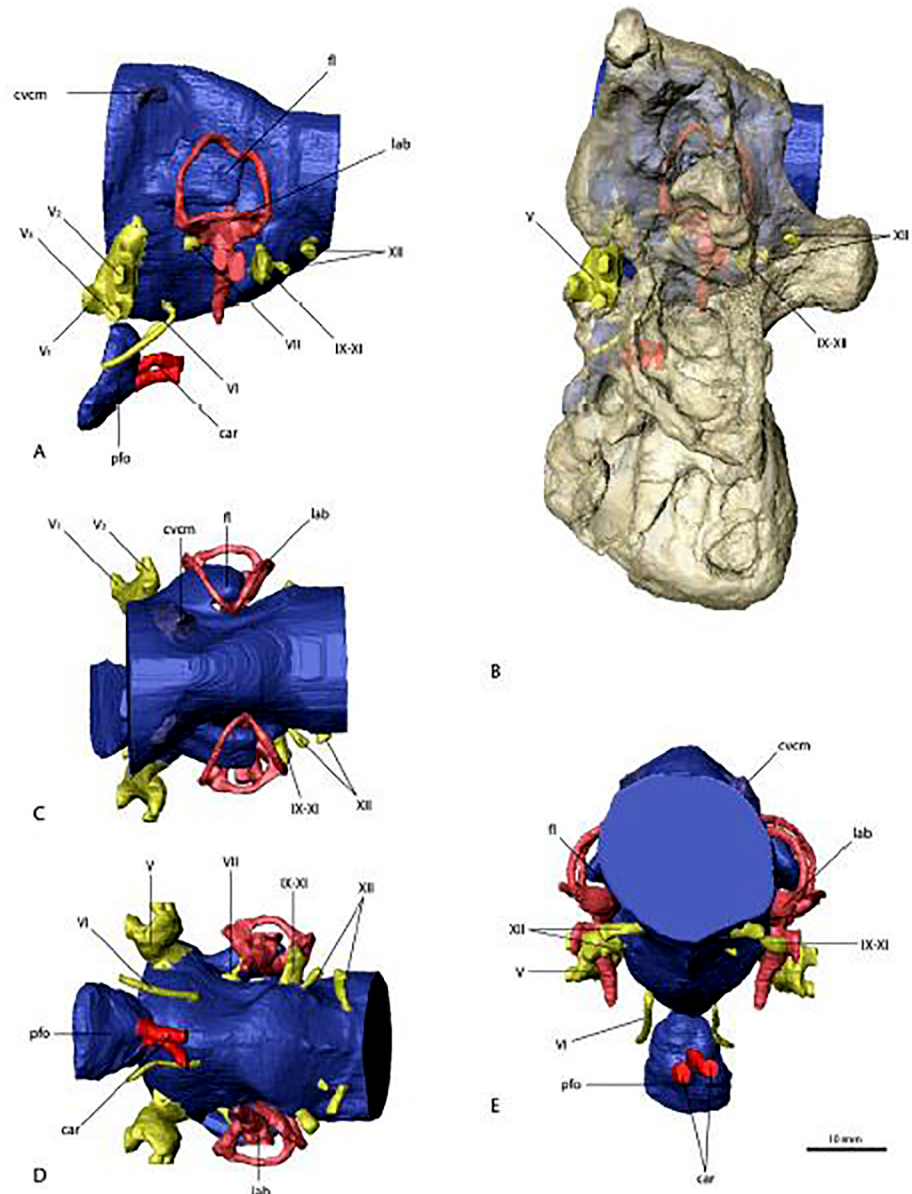 fl
cvcm
lab
V2
V3
XII
V1
VII
IX-XI
VI
car
pfo
A
V
XII
IX-XII
B
V1
V2
cvcm
fl
lab
IX-XI
XII
C
V
VII
IX-XI
XII
VI
pfo
car
lab
D
cvcm
fl
lab
XII
IX-XI
V
VI
pfo
E
car
10 mm